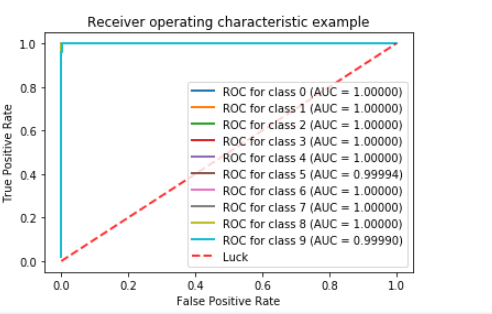 Receiver operating characteristic example
True Positive Rate
1.0
0.8
0.6
0.4
0.2
0.0
ROC for class 0 (AUC = 1.00000)
ROC for class 1 (AUC = 1.00000)
ROC for class 2 (AUC = 1.00000)
ROC for class 3 (AUC = 1.00000)
ROC for class 4 (AUC = 1.00000)
ROC for class 5 (AUC = 0.99994)
ROC for class 6 (AUC = 1.00000)
ROC for class 7 (AUC = 1.00000)
ROC for class 8 (AUC = 1.00000)
ROC for class 9 (AUC = 0.99990)
Luck
0.0 0.2 0.4 0.6 0.8 1.0
False Positive Rate